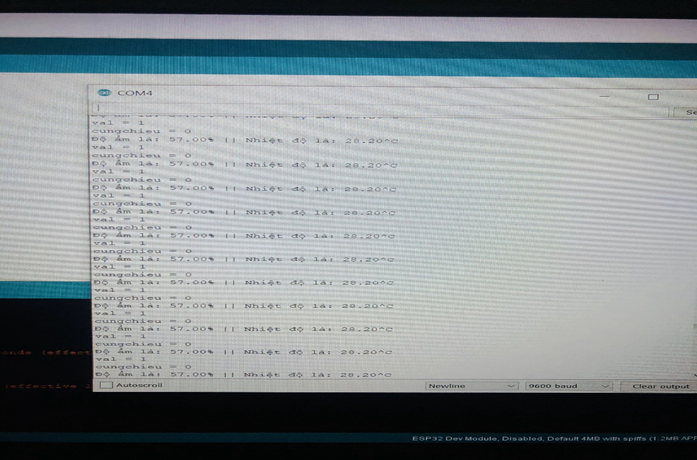 COM4
val = 1
cungchieu = 0
Độ ẩm là: 57.00% || Nhiệt độ là: 28.20^C
val = 1
cungchieu = 0
Độ ẩm là: 57.00% || Nhiệt độ là: 28.20^C
val = 1
cungchieu = 0
Độ ẩm là: 57.00% || Nhiệt độ là: 28.20^C
val = 1
cungchieu = 0
Độ ẩm là: 57.00% || Nhiệt độ là: 28.20^C
val = 1
cungchieu = 0
Độ ẩm là: 57.00% || Nhiệt độ là: 28.20^C
val = 1
cungchieu = 0
Độ ẩm là: 57.00% || Nhiệt độ là: 28.20^C
val = 1
cungchieu = 0
Độ ẩm là: 57.00% || Nhiệt độ là: 28.20^C
val = 1
cungchieu = 0
Độ ẩm là: 57.00% || Nhiệt độ là: 28.20^C
val = 1
cungchieu = 0
Độ ẩm là: 57.00% || Nhiệt độ là: 28.20^C
val = 1
cungchieu = 0
Độ ẩm là: 57.00% || Nhiệt độ là: 28.20^C
val = 1
cungchieu = 0
Độ ẩm là: 57.00% || Nhiệt độ là: 28.20^C
(effective
Autoscroll Newline 9600 baud Clear output
ESP32 Dev Module, Disabled, Default 4MB with spiffs (1.2MB APP